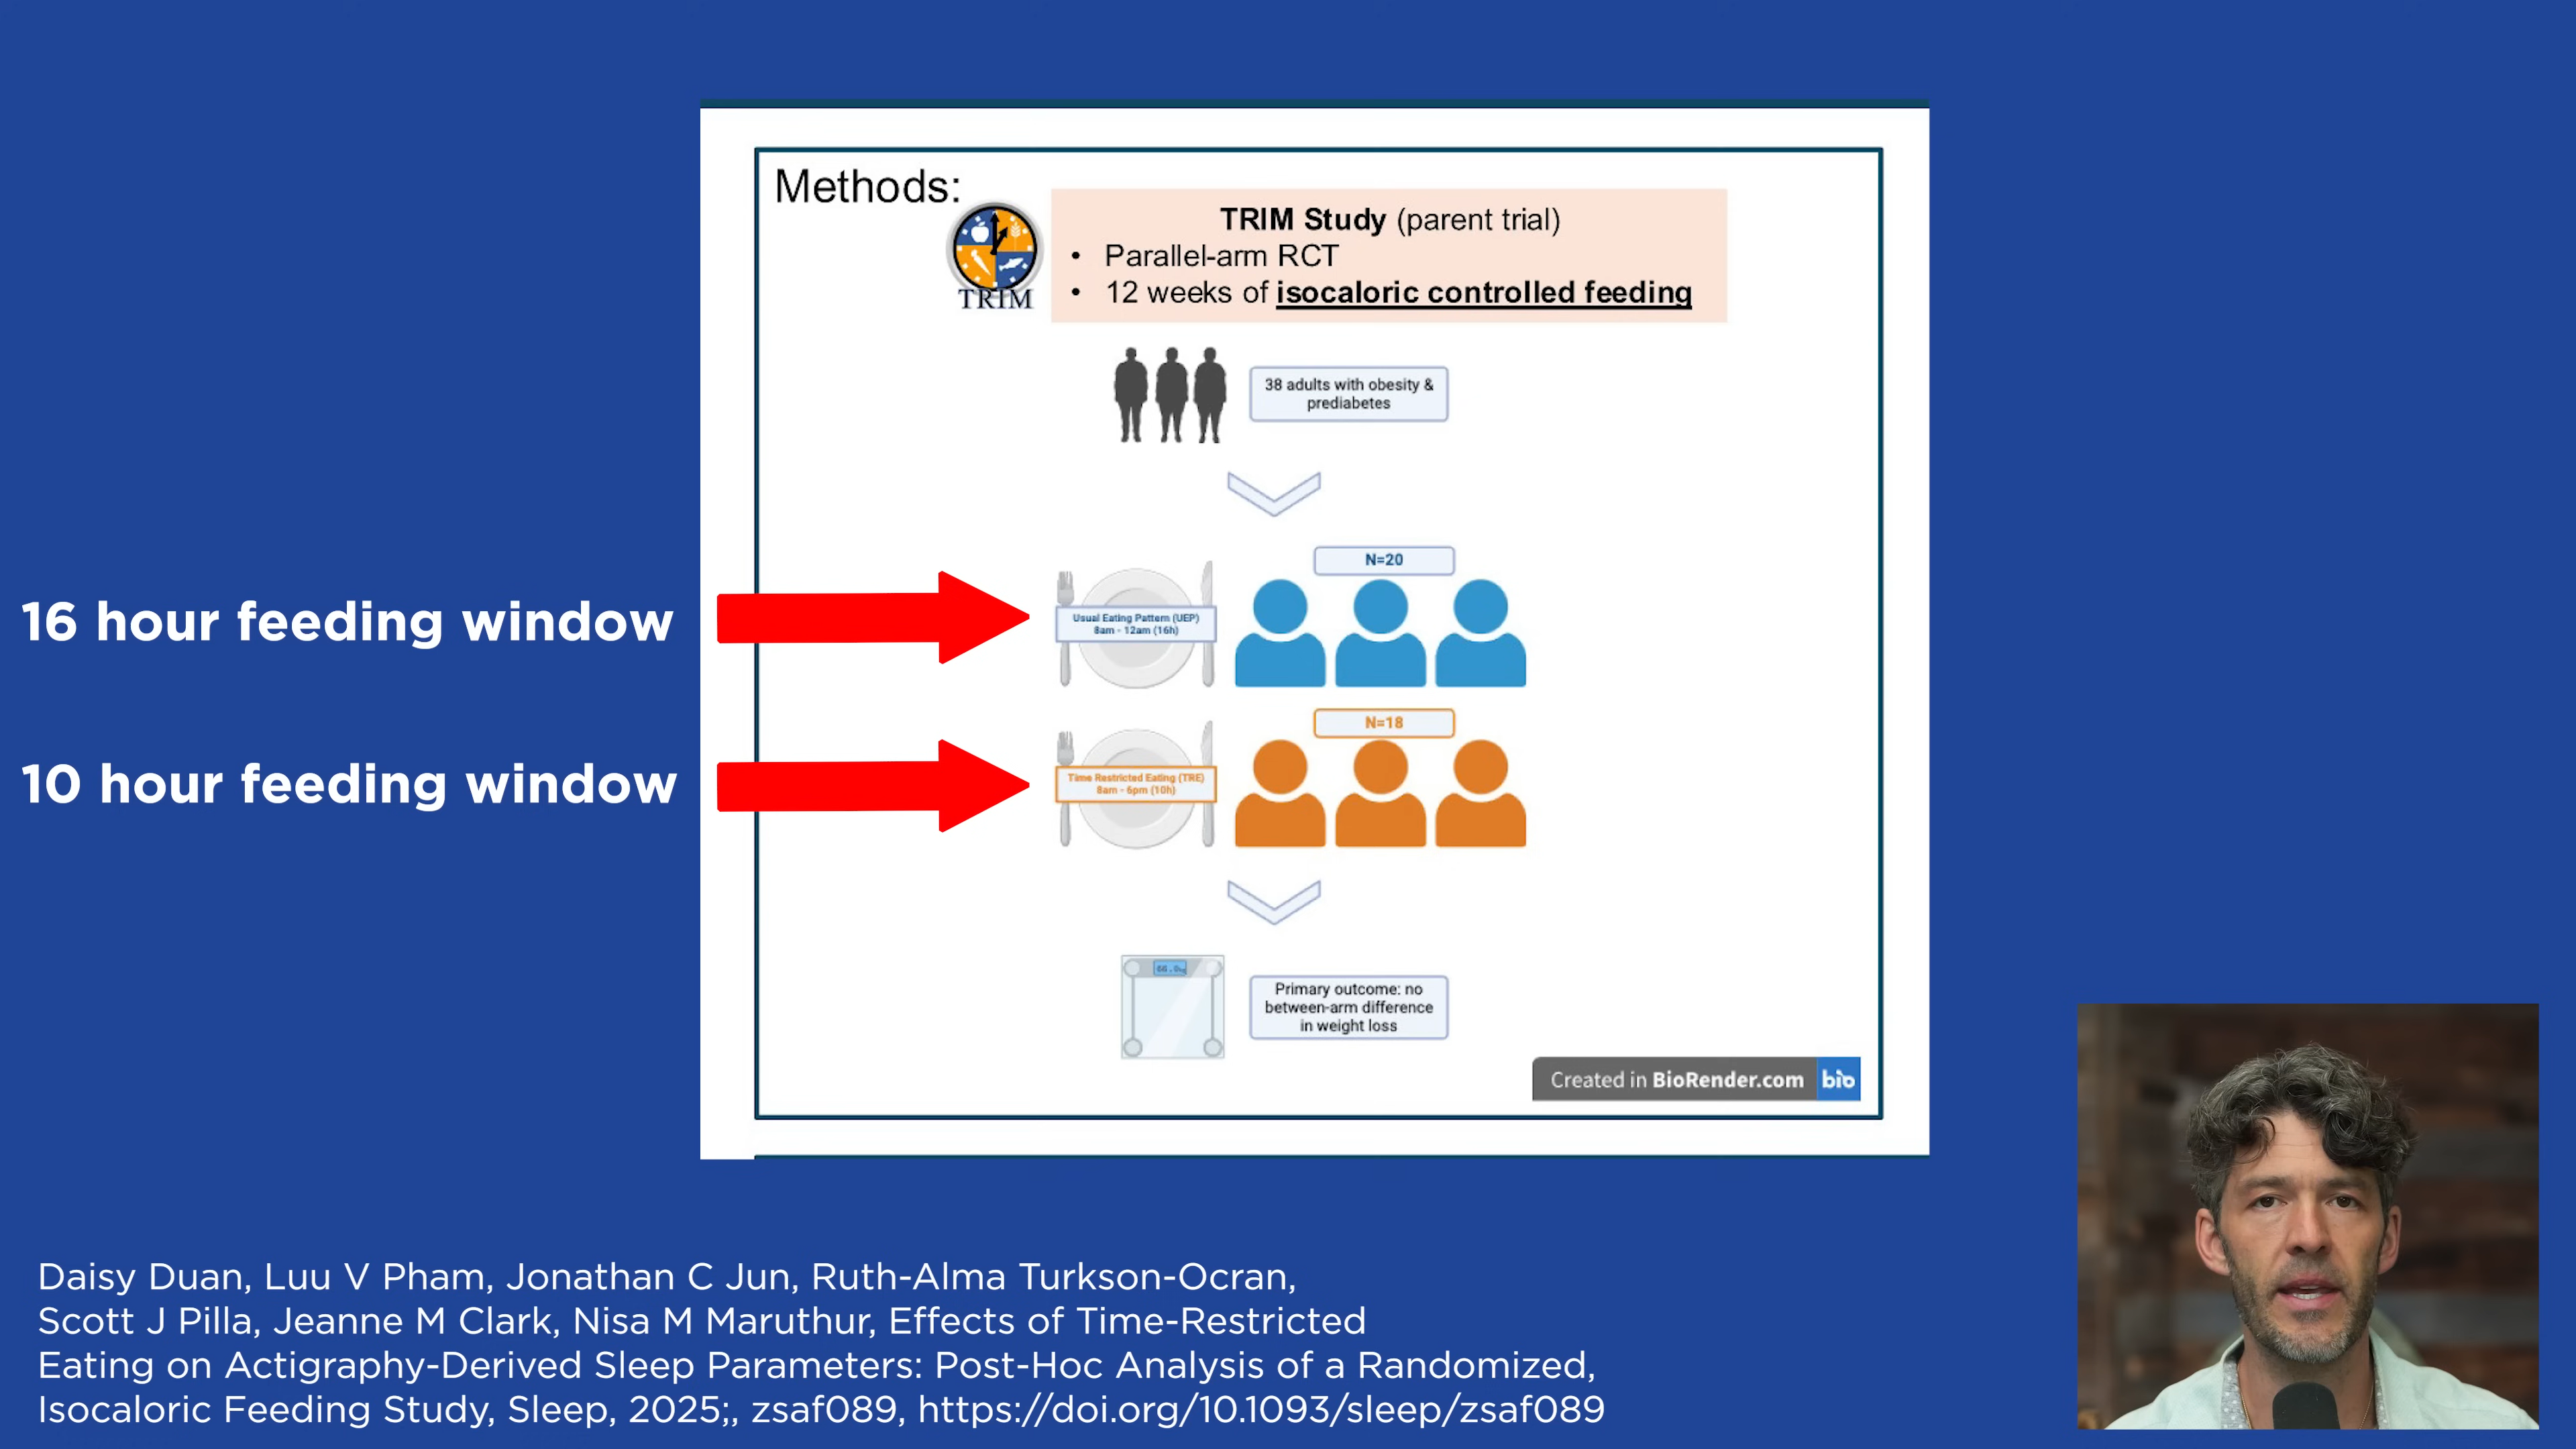 Methods:
TRIM
TRIM Study (parent trial)
• Parallel-arm RCT
• 12 weeks of isocaloric controlled feeding
38 adults with obesity &
prediabetes
16 hour feeding window
N=20
Usual Eating Pattern (UEP)
8am - 12am (16h)
10 hour feeding window
N=18
Time Restricted Eating (TRE)
8am - 6pm (10h)
Primary outcome: no
between-arm difference
in weight loss
Created in BioRender.com bio
Daisy Duan, Luu V Pham, Jonathan C Jun, Ruth-Alma Turkson-Ocran,
Scott J Pilla, Jeanne M Clark, Nisa M Maruthur, Effects of Time-Restricted
Eating on Actigraphy-Derived Sleep Parameters: Post-Hoc Analysis of a Randomized,
Isocaloric Feeding Study, Sleep, 2025;, zsaf089, https://doi.org/10.1093/sleep/zsaf089